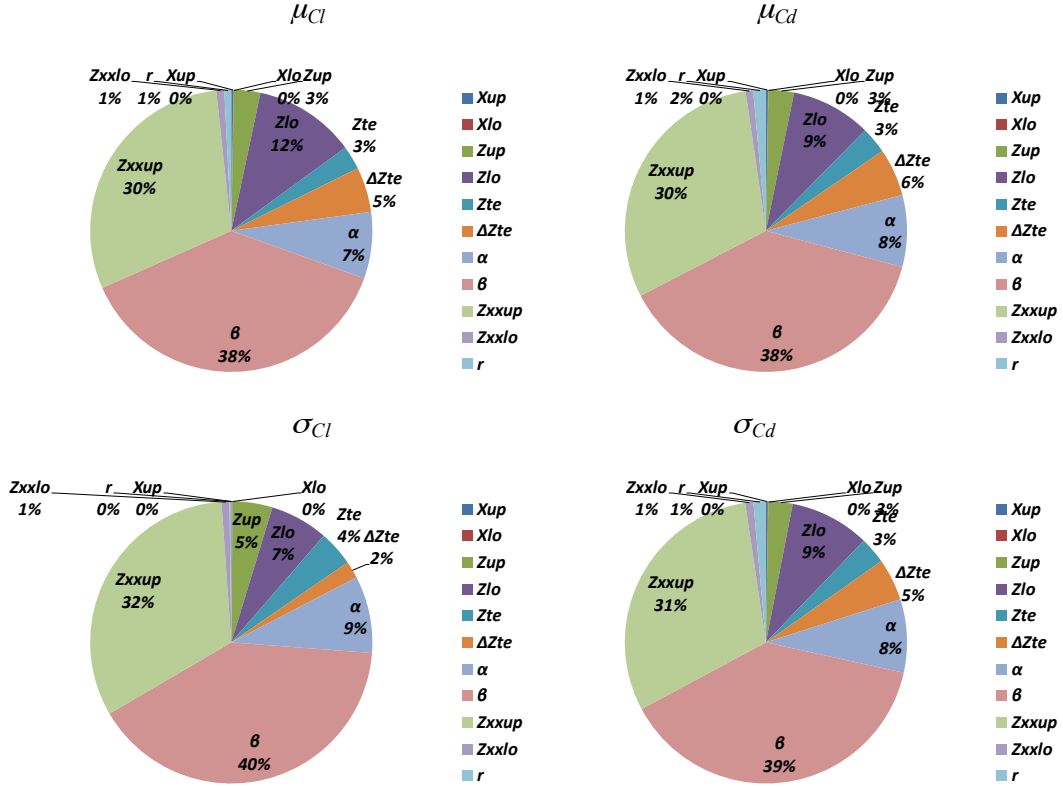 μCl
Zxxlo r Xup Xlo Zup
1% 1% 0% 0% 3%
Zlo
12%
Zte
3%
ΔZte
5%
α
7%
β
38%
Zxxup
30%
Xup
Xlo
Zup
Zlo
Zte
ΔZte
α
β
Zxxup
Zxxlo
r
μCd
Zxxlo r Xup Xlo Zup
1% 2% 0% 0% 3%
Zlo
9%
Zte
3%
ΔZte
6%
α
8%
β
38%
Zxxup
30%
Xup
Xlo
Zup
Zlo
Zte
ΔZte
α
β
Zxxup
Zxxlo
r
σCl
Zxxlo r Xup Xlo
1% 0% 0% 0%
Zup
5%
Zlo
7%
Zte
4%
ΔZte
2%
α
9%
β
40%
Zxxup
32%
Xup
Xlo
Zup
Zlo
Zte
ΔZte
α
β
Zxxup
Zxxlo
r
σCd
Zxxlo r Xup Xlo Zup
1% 1% 0% 0% 3%
Zlo
9%
Zte
3%
ΔZte
5%
α
8%
β
39%
Zxxup
31%
Xup
Xlo
Zup
Zlo
Zte
ΔZte
α
β
Zxxup
Zxxlo
r